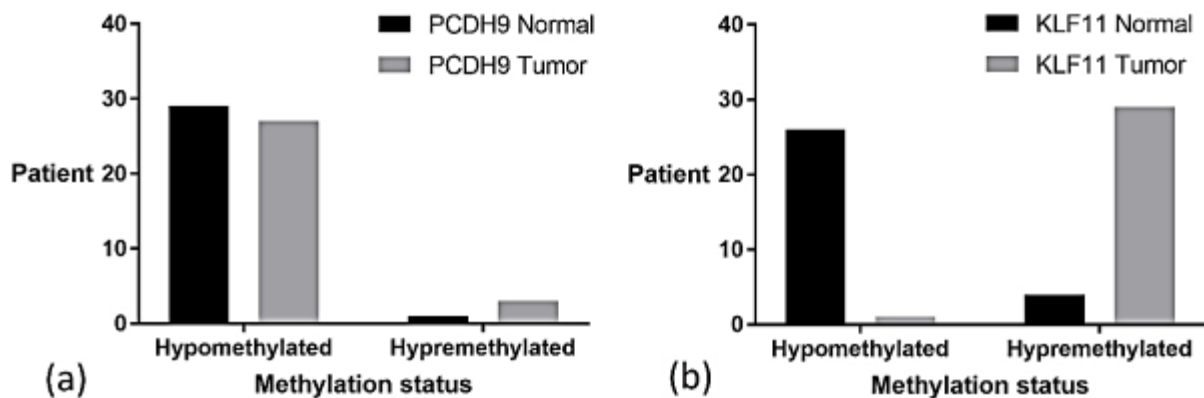 40
30
Patient 20
10
0
PCDH9 Normal
PCDH9 Tumor
Hypomethylated Hypremethylated
Methylation status
(a)
40
30
Patient 20
10
0
KLF11 Normal
KLF11 Tumor
Hypomethylated Hypremethylated
Methylation status
(b)